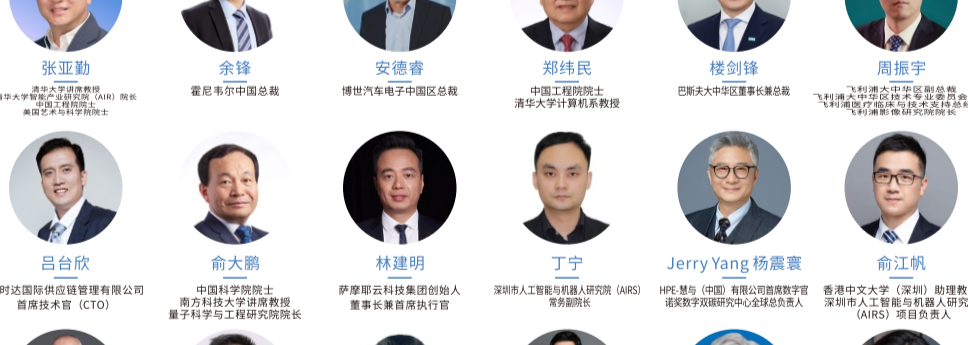 张亚勤
余锋
安德睿
郑纬民
楼剑锋
周振宇
清华大学讲席教授
清华大学智能产业研究院（AIR）院长
中国工程院院士
美国艺术与科学院院士
霍尼韦尔中国总裁
博世汽车电子中国区总裁
中国工程院院士
清华大学计算机系教授
巴斯夫大中华区董事长兼总裁
飞利浦大中华区副总裁
飞利浦大中华区技术专业委员会
飞利浦医疗临床与技术支持总经
飞利浦影像研究院院长
吕台欣
俞大鹏
林建明
丁宁
Jerry Yang 杨震寰
俞江帆
时达国际供应链管理有限公司
首席技术官（CTO）
中国科学院院士
南方科技大学讲席教授
量子科学与工程研究院院长
萨摩耶云科技集团创始人
董事长兼首席执行官
深圳市人工智能与机器人研究院（AIRS）
常务副院长
HPE-慧与（中国）有限公司首席数字官
诺奖数字双碳研究中心全球总负责人
香港中文大学（深圳）助理教
深圳市人工智能与机器人研究
（AIRS）项目负责人